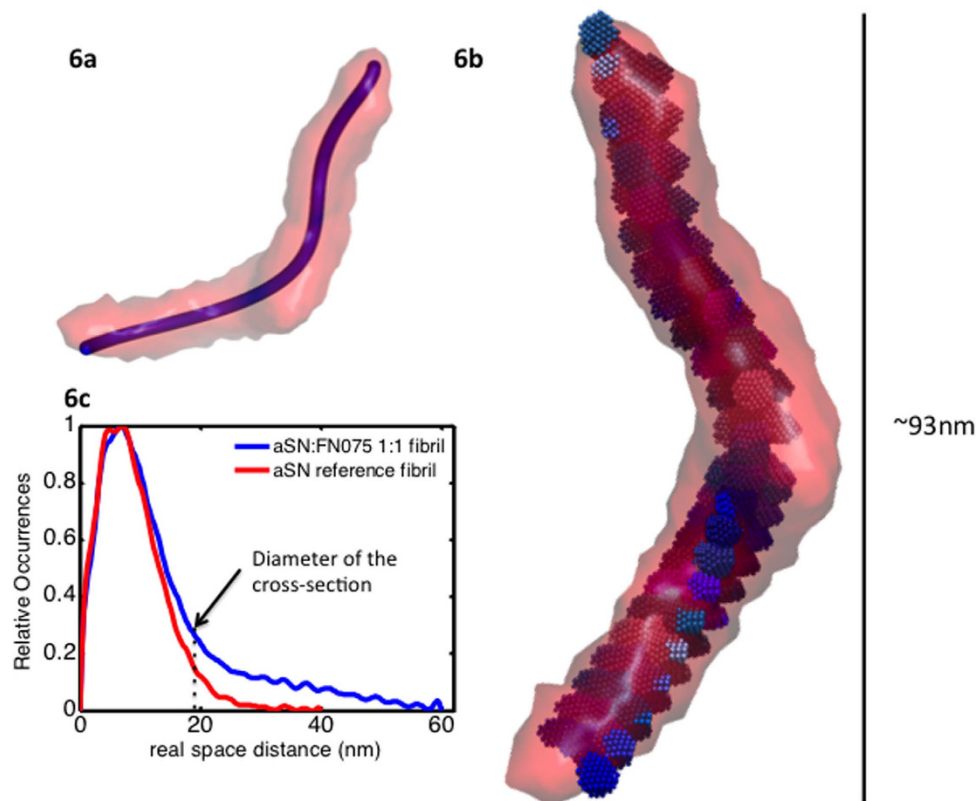 6a
6b
~93nm
6c
aSN:FN075 1:1 fibril
aSN reference fibril
Diameter of the
cross-section
Relative Occurrences
1
0.8
0.6
0.4
0.2
0
0 20 40 60
real space distance (nm)